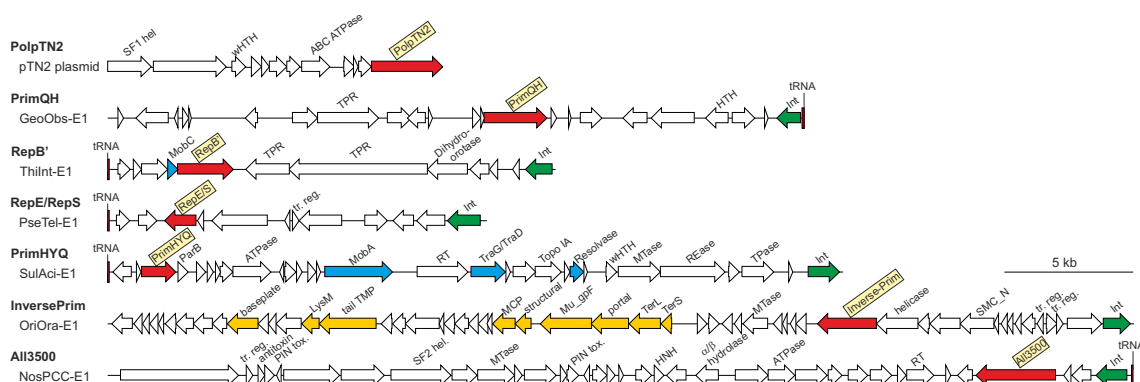 SF1 hel
wHTH
ABC ATPase
PolpTN2
PolpTN2
pTN2 plasmid
PrimQH
TPR
PrimQH
HTH
Int
tRNA
GeoObs-E1
RepB'
tRNA
MobC
RepB'
TPR
TPR
Dihydro-
orotase
Int
ThiInt-E1
RepE/RepS
tRNA
RepE/S
tr. reg.
Int
PseTel-E1
PrimHYQ
tRNA
PrimHYQ
ParB
ATPase
MobA
RT
TraG/TraD
Topo IA
Resolvase
wHTH
MTase
REase
TPase
Int
SulAci-E1
5 kb
InversePrim
baseplate
LysM
tail TMP
MCP
structural
Mu_gpF
portal
TerL
TerS
MTase
Inverse-Prim
helicase
SMC_N
tr. reg.
tr. reg.
Int
OriOra-E1
All3500
tr. reg.
antitoxin
PIN tox.
SF2 hel.
MTase
PIN tox.
HNH
α/β
hydrolase
ATPase
RT
All3500
Int
tRNA
NosPCC-E1